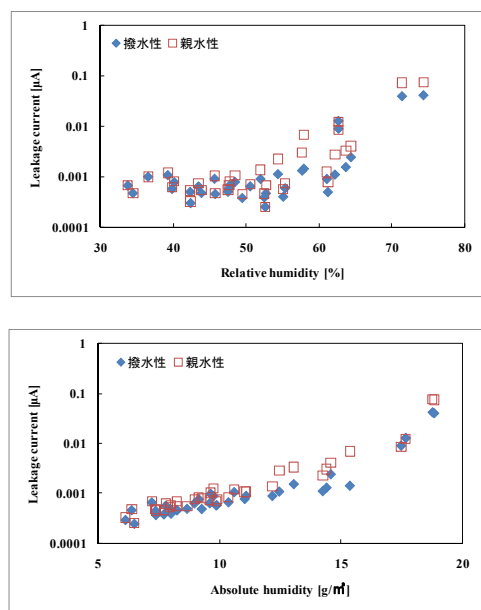 撥水性 親水性
1
0.1
0.01
0.001
0.0001
Leakage current [μA]
30 40 50 60 70 80
Relative humidity [%]
撥水性 親水性
1
0.1
0.01
0.001
0.0001
Leakage current [μA]
5 10 15 20
Absolute humidity [g/㎥]